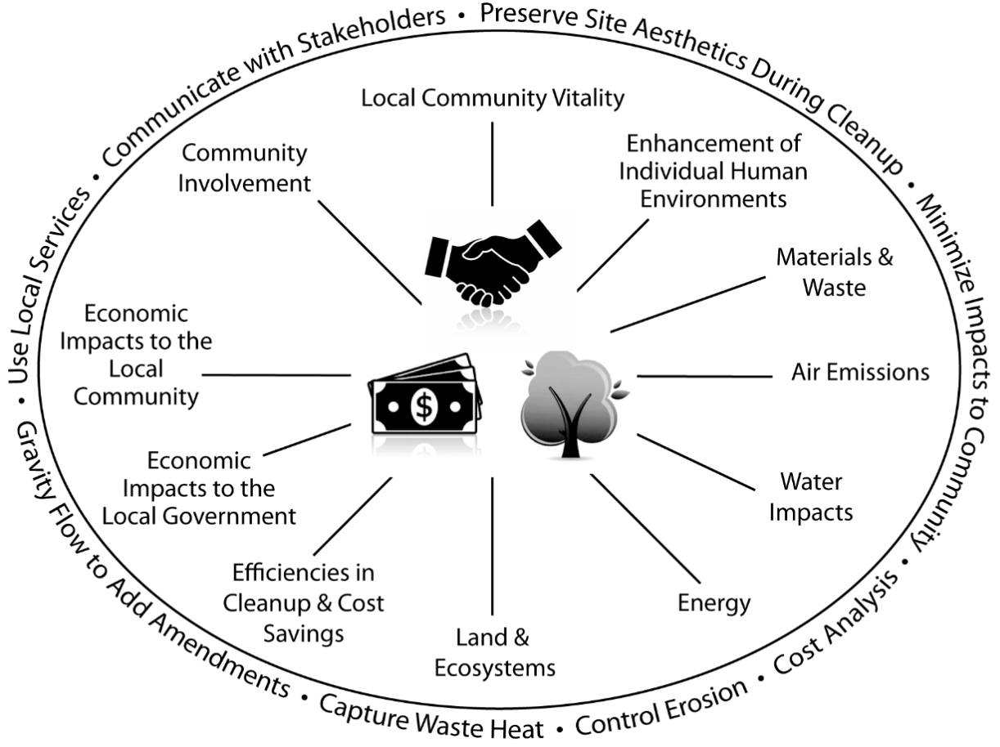 Communicate with Stakeholders • Preserve Site Aesthetics During Cleanup • Minimize Impacts to Community • Cost Analysis • Control Erosion • Capture Waste Heat • Gravity Flow to Add Amendments • Use Local Services •
Local Community Vitality
Community
Involvement
Enhancement of
Individual Human
Environments
Materials &
Waste
Economic
Impacts to the
Local
Community
$
Air Emissions
Economic
Impacts to the
Local Government
Water
Impacts
Efficiencies in
Cleanup & Cost
Savings
Land &
Ecosystems
Energy